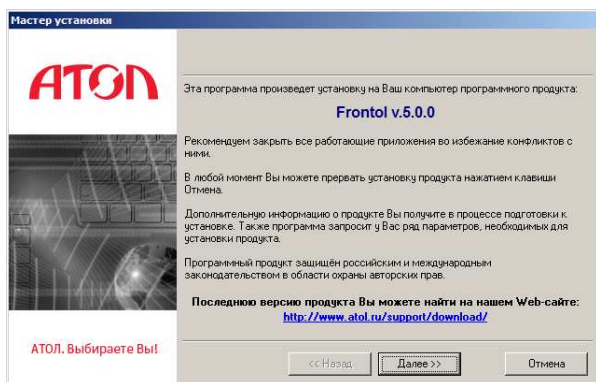 Мастер установки
АТОЛ
Эта программа произведет установку на Ваш компьютер программного продукта:
Frontol v.5.0.0
Рекомендуем закрыть все работающие приложения во избежание конфликтов с
ними.
В любой момент Вы можете прервать установку продукта нажатием клавиши
Отмена.
Дополнительную информацию о продукте Вы получите в процессе подготовки к
установке. Также программа запросит у Вас ряд параметров, необходимых для
установки продукта.
Программный продукт защищён российским и международным
законодательством в области охраны авторских прав.
Последнюю версию продукта Вы можете найти на нашем Web-сайте:
http://www.atol.ru/support/download/
АТОЛ. Выбираете Вы!
<< Назад
Далее >>
Отмена